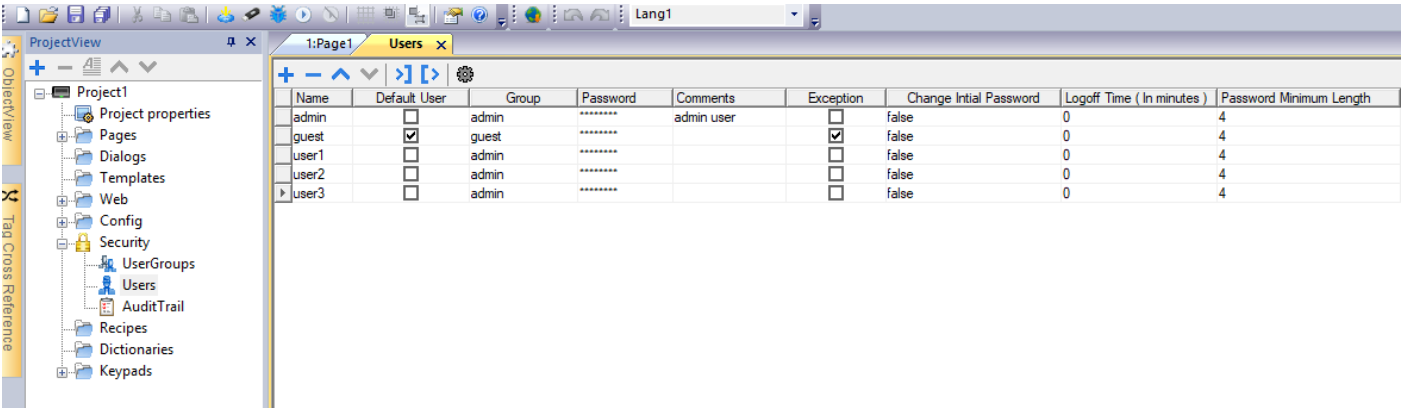 Lang1
ObjectView
Tag Cross Reference
ProjectView
Project1
Project properties
Pages
Dialogs
Templates
Web
Config
Security
UserGroups
Users
AuditTrail
Recipes
Dictionaries
Keypads
1:Page1 Users
Name Default User Group Password Comments Exception Change Intial Password Logoff Time ( In minutes ) Password Minimum Length
admin admin ******** admin user false 0 4
guest guest ******** false 0 4
user1 admin ******** false 0 4
user2 admin ******** false 0 4
user3 admin ******** false 0 4